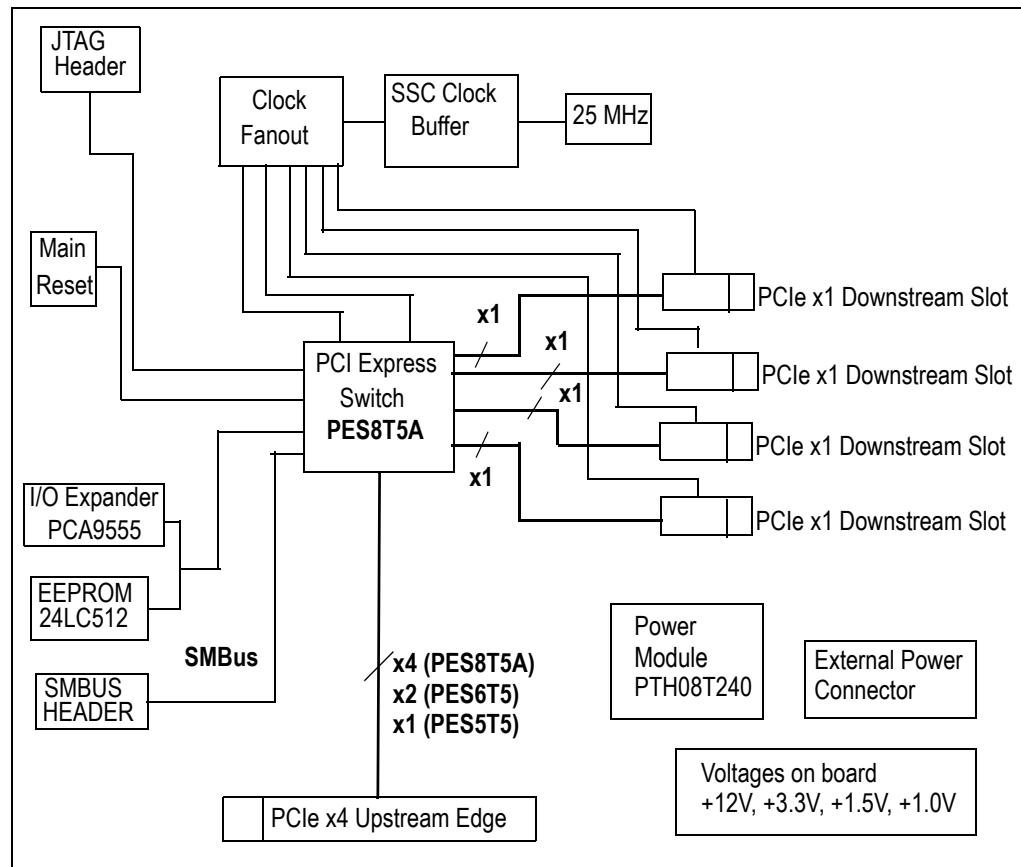 JTAG
Header
Clock
Fanout
SSC Clock
Buffer
25 MHz
Main
Reset
PCIe x1 Downstream Slot
x1
x1
PCI Express
Switch
PES8T5A
PCIe x1 Downstream Slot
x1
PCIe x1 Downstream Slot
x1
I/O Expander
PCA9555
PCIe x1 Downstream Slot
EEPROM
24LC512
SMBus
SMBUS
HEADER
x4 (PES8T5A)
x2 (PES6T5)
x1 (PES5T5)
Power
Module
PTH08T240
External Power
Connector
Voltages on board
+12V, +3.3V, +1.5V, +1.0V
PCIe x4 Upstream Edge